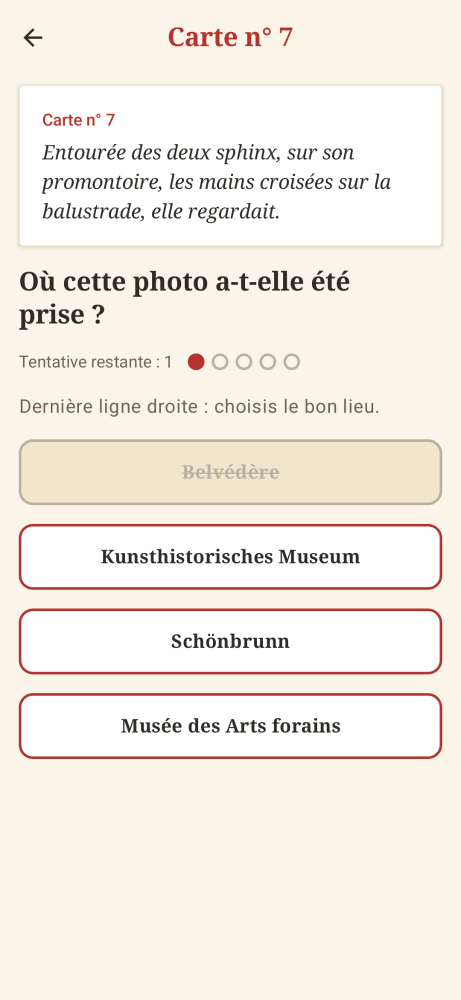 Carte n° 7
Carte n° 7
Entourée des deux sphinx, sur son
promontoire, les mains croisées sur la
balustrade, elle regardait.
Où cette photo a-t-elle été
prise ?
Tentative restante : 1
Dernière ligne droite : choisis le bon lieu.
Belvédère
Kunsthistorisches Museum
Schönbrunn
Musée des Arts forains